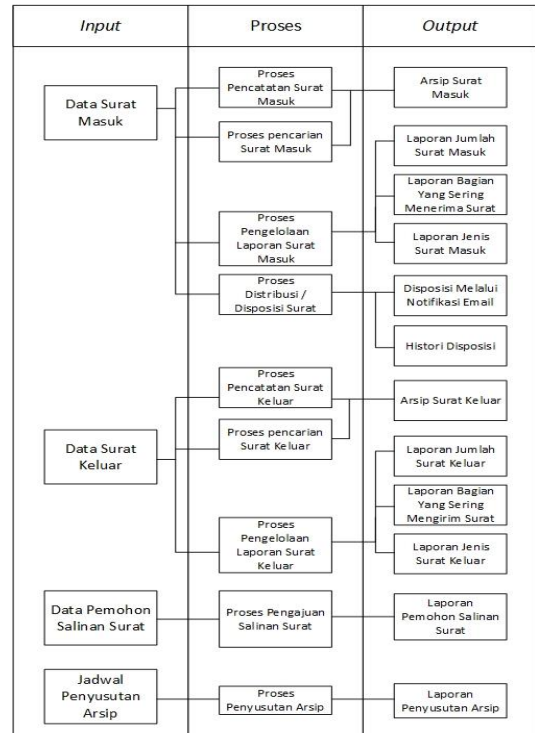 Input
Proses
Output
Data Surat
Masuk
Proses
Pencatatan Surat
Masuk
Arsip Surat
Masuk
Proses pencarian
Surat Masuk
Laporan Jumlah
Surat Masuk
Laporan Bagian
Yang Sering
Menerima Surat
Proses
Pengelolaan
Laporan Surat
Masuk
Laporan Jenis
Surat Masuk
Proses
Distribusi /
Disposisi Surat
Disposisi Melalui
Notifikasi Email
Histori Disposisi
Data Surat
Keluar
Proses
Pencatatan Surat
Keluar
Arsip Surat Keluar
Proses pencarian
Surat Keluar
Laporan Jumlah
Surat Keluar
Laporan Bagian
Yang Sering
Mengirim Surat
Proses
Pengelolaan
Laporan Surat
Keluar
Laporan Jenis
Surat Keluar
Data Pemohon
Salinan Surat
Proses Pengajuan
Salinan Surat
Laporan
Pemohon Salinan
Surat
Jadwal
Penyusutan
Arsip
Proses
Penyusutan Arsip
Laporan
Penyusutan Arsip